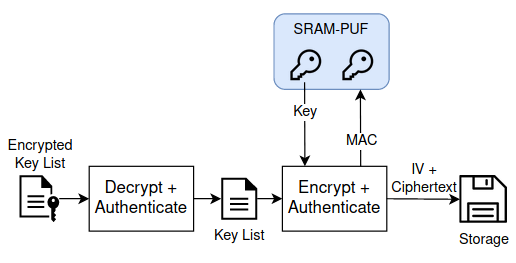 SRAM-PUF
Key
MAC
Encrypted
Key List
Decrypt +
Authenticate
Key List
Encrypt +
Authenticate
IV +
Ciphertext
Storage